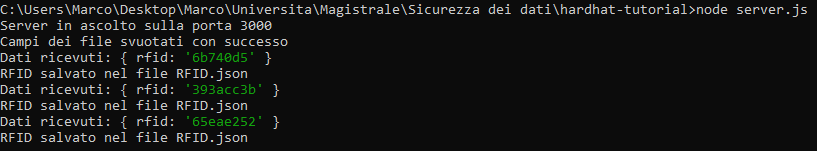 C:\Users\Marco\Desktop\Marco\Universita\Magistrale\Sicurezza dei dati\hardhat-tutorial>node server.js
Server in ascolto sulla porta 3000
Campi dei file svuotati con successo
Dati ricevuti: { rfid: '6b740d5' }
RFID salvato nel file RFID.json
Dati ricevuti: { rfid: '393acc3b' }
RFID salvato nel file RFID.json
Dati ricevuti: { rfid: '65eae252' }
RFID salvato nel file RFID.json